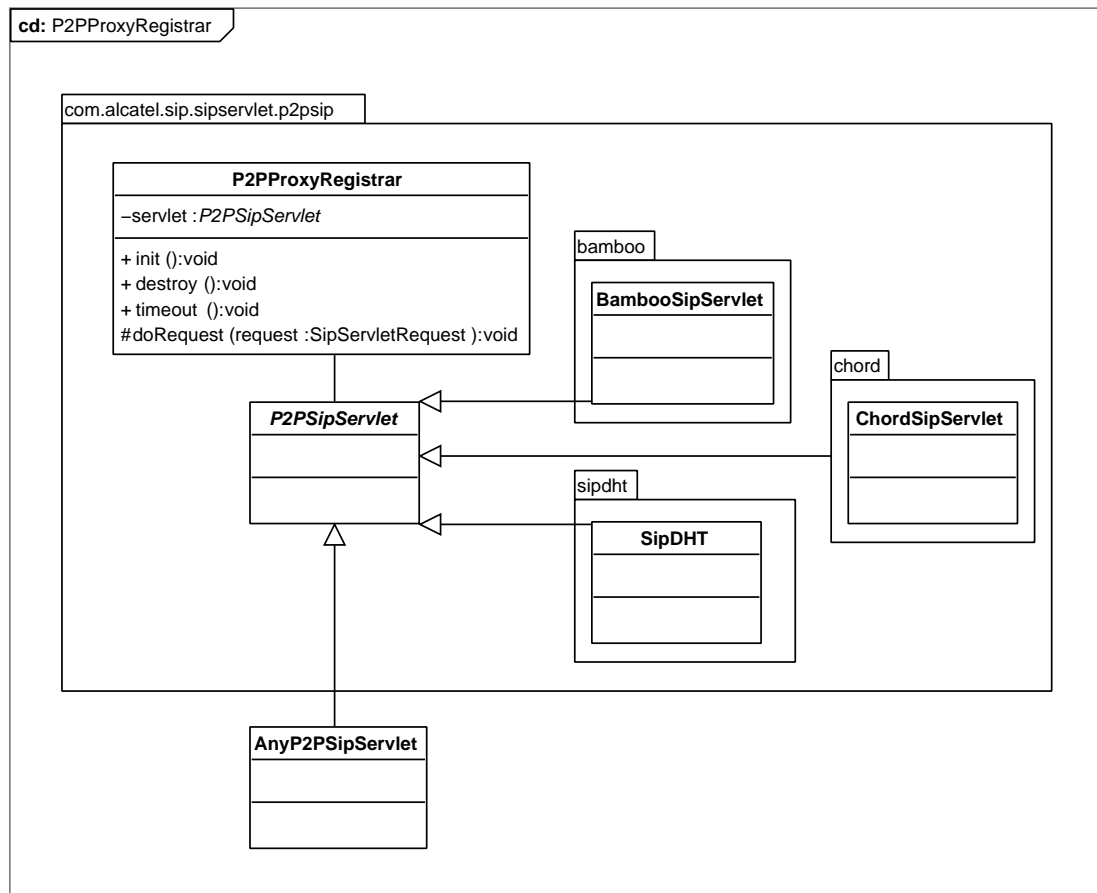 cd: P2PProxyRegistrar
com.alcatel.sip.sipservlet.p2psip
P2PProxyRegistrar
–servlet : P2PSipServlet
+ init ():void
+ destroy ():void
+ timeout ():void
#doRequest (request :SipServletRequest ):void
bamboo
BambooSipServlet
chord
ChordSipServlet
P2PSipServlet
sipdht
SipDHT
AnyP2PSipServlet